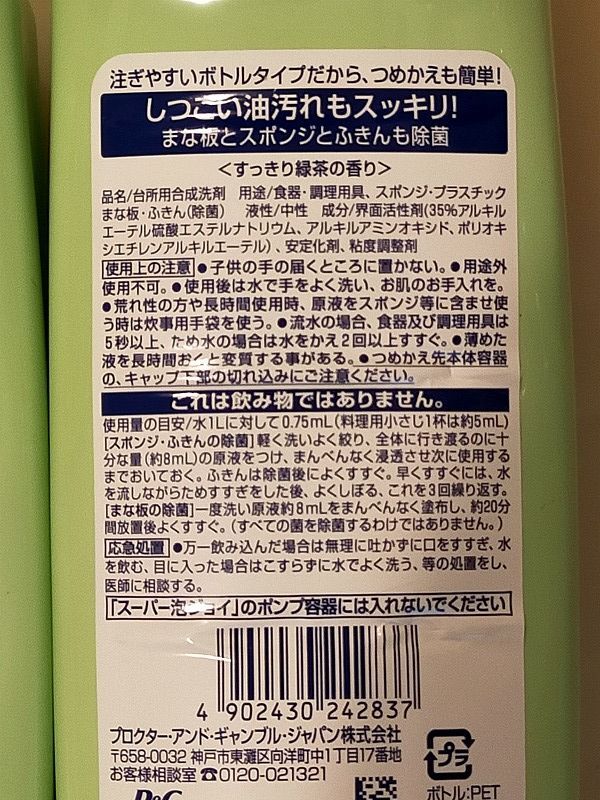 注ぎやすいボトルタイプだから、つめかえも簡単!
しつこい油汚れもスッキリ!
まな板とスポンジとふきんも除菌
<すっきり緑茶の香り>
品名/台所用合成洗剤 用途/食器・調理用具、スポンジ・プラスチック
まな板・ふきん(除菌) 液性/中性 成分/界面活性剤(35%アルキル
エーテル硫酸エステルナトリウム、アルキルアミンオキシド、ポリオキ
シエチレンアルキルエーテル)、安定化剤、粘度調整剤
使用上の注意 ●子供の手の届くところに置かない。●用途外
使用不可。●使用後は水で手をよく洗い、お肌のお手入れを。
●荒れ性の方や長時間使用時、原液をスポンジ等に含ませ使
う時は炊事用手袋を使う。●流水の場合、食器及び調理用具は
5秒以上、ため水の場合は水をかえ2回以上すすぐ。●薄めた
液を長時間おくと変質する事がある。●つめかえ先本体容器
の、キャップ下部の切れ込みにご注意ください。
これは飲み物ではありません。
使用量の目安/水1Lに対して0.75mL(料理用小さじ1杯は約5mL)
[スポンジ・ふきんの除菌]軽く洗いよく絞り、全体に行き渡るのに十
分な量(約8mL)の原液をつけ、まんべんなく浸透させ次に使用する
までおいておく。ふきんは除菌後によくすすぐ。早くすすぐには、水
を流しながらためすすぎをした後、よくしぼる、これを3回繰り返す。
[まな板の除菌]一度洗い原液約8mLをまんべんなく塗布し、約20分
間放置後よくすすぐ。(すべての菌を除菌するわけではありません。)
応急処置 ●万一飲み込んだ場合は無理に吐かずに口をすすぎ、水
を飲む、目に入った場合はこすらずに水でよく洗う、等の処置をし、
医師に相談する。
「スーパー泡ジョイ」のポンプ容器には入れないでください
4 902430 242837
プロクター・アンド・ギャンブル・ジャパン株式会社
〒658-0032 神戸市東灘区向洋町中1丁目17番地
お客様相談室 ☎0120-021321
プラ
ボトル:PET
P&G